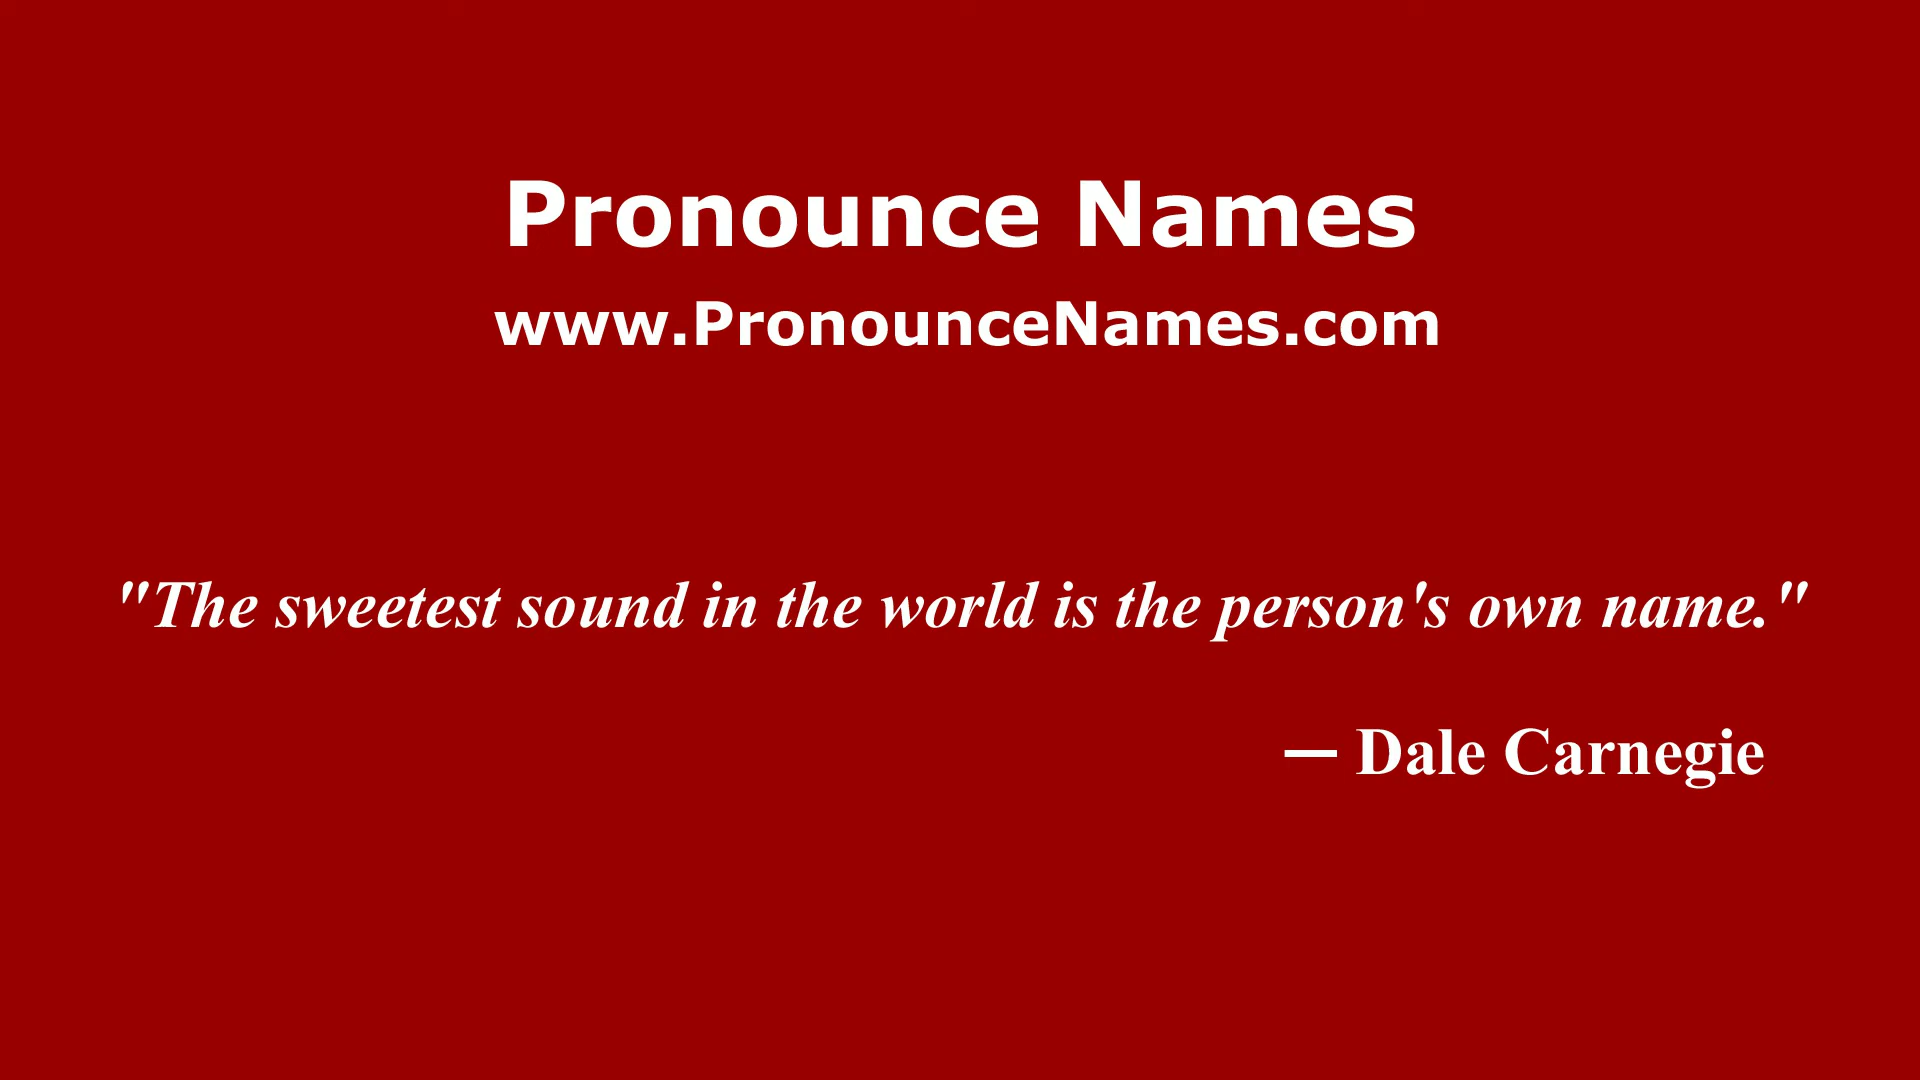 Pronounce Names
www.PronounceNames.com
"The sweetest sound in the world is the person's own name."
— Dale Carnegie